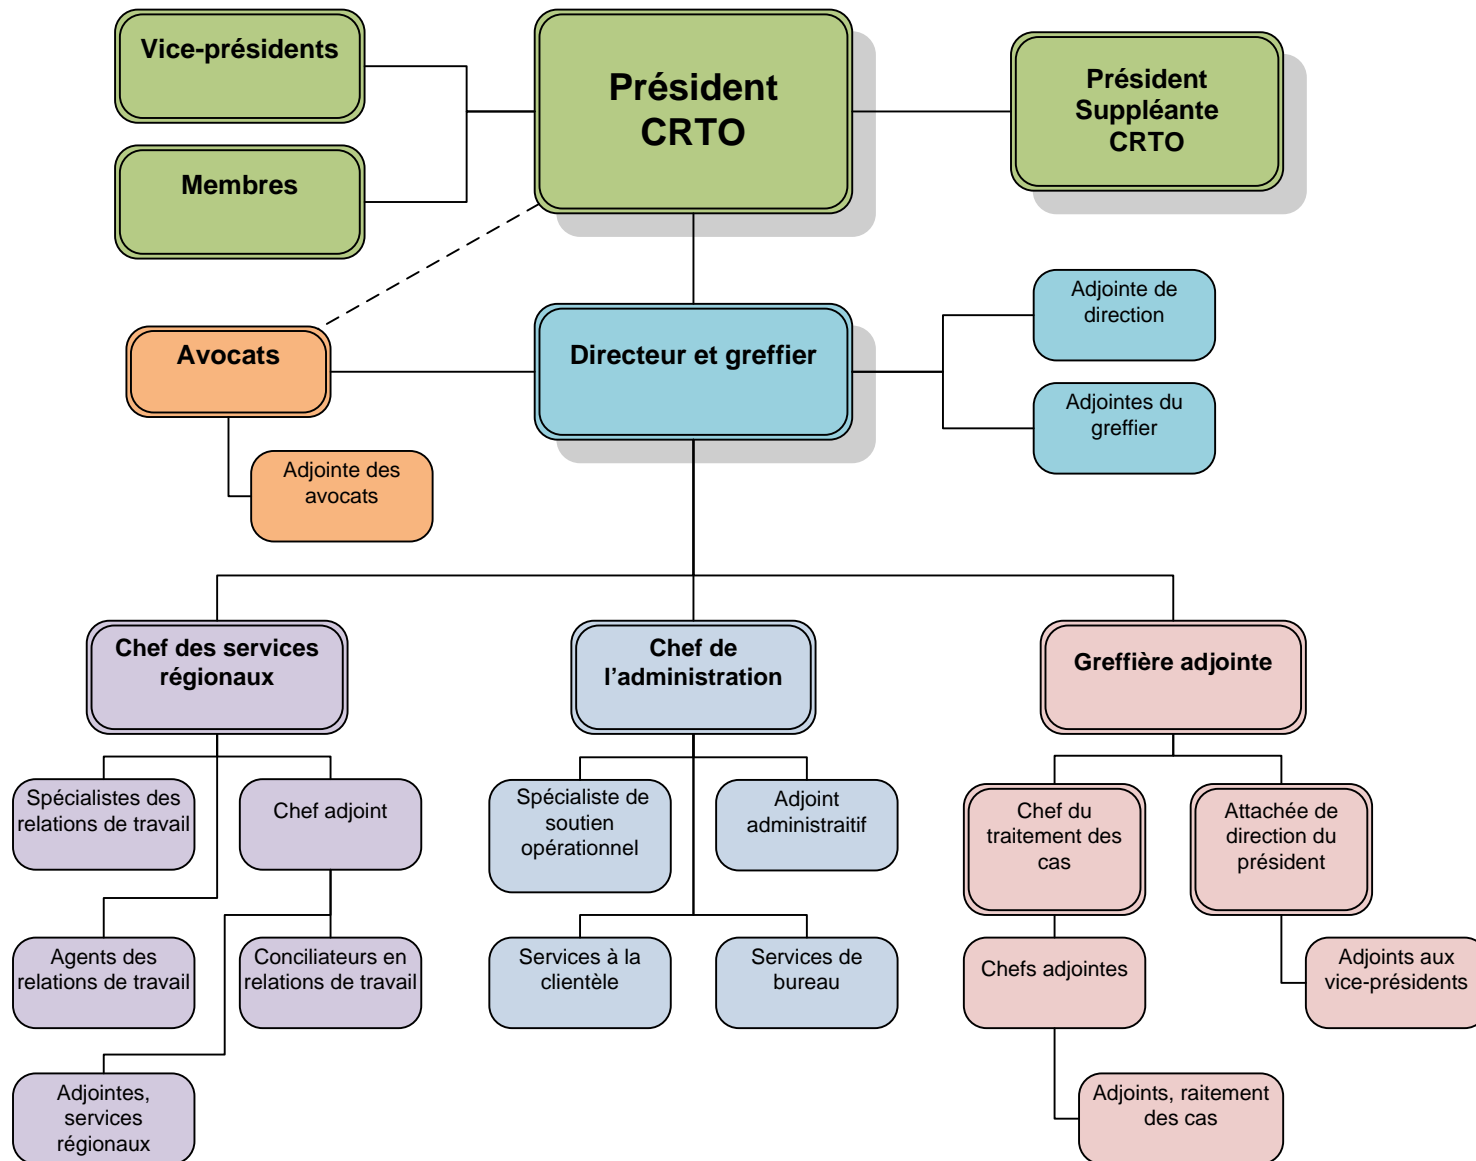 Vice-présidents
Président
CRTO
Président
Suppléante
CRTO
Membres
Avocats
Directeur et greffier
Adjointe de
direction
Adjointes du
greffier
Adjointe des
avocats
Chef des services
régionaux
Chef de
l’administration
Greffière adjointe
Spécialistes des
relations de travail
Chef adjoint
Spécialiste de
soutien
opérationnel
Adjoint
administraitif
Chef du
traitement des
cas
Attachée de
direction du
président
Agents des
relations de travail
Conciliateurs en
relations de travail
Services à la
clientèle
Services de
bureau
Chefs adjointes
Adjoints aux
vice-présidents
Adjointes,
services
régionaux
Adjoints, raitement
des cas